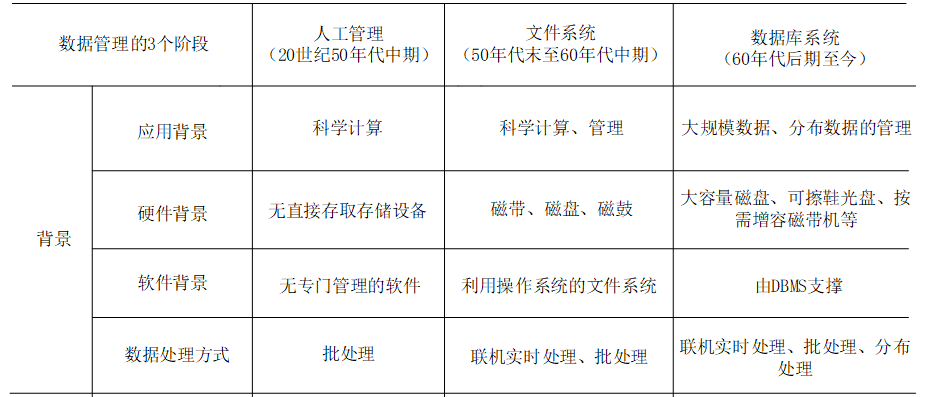 数据管理的3个阶段
人工管理
(20世纪50年代中期)
文件系统
(50年代末至60年代中期)
数据库系统
(60年代后期至今)
背景
应用背景
科学计算
科学计算、管理
大规模数据、分布数据的管理
硬件背景
无直接存取存储设备
磁带、磁盘、磁鼓
大容量磁盘、可擦鞋光盘、按
需增容磁带机等
软件背景
无专门管理的软件
利用操作系统的文件系统
由DBMS支撑
数据处理方式
批处理
联机实时处理、批处理
联机实时处理、批处理、分布
处理